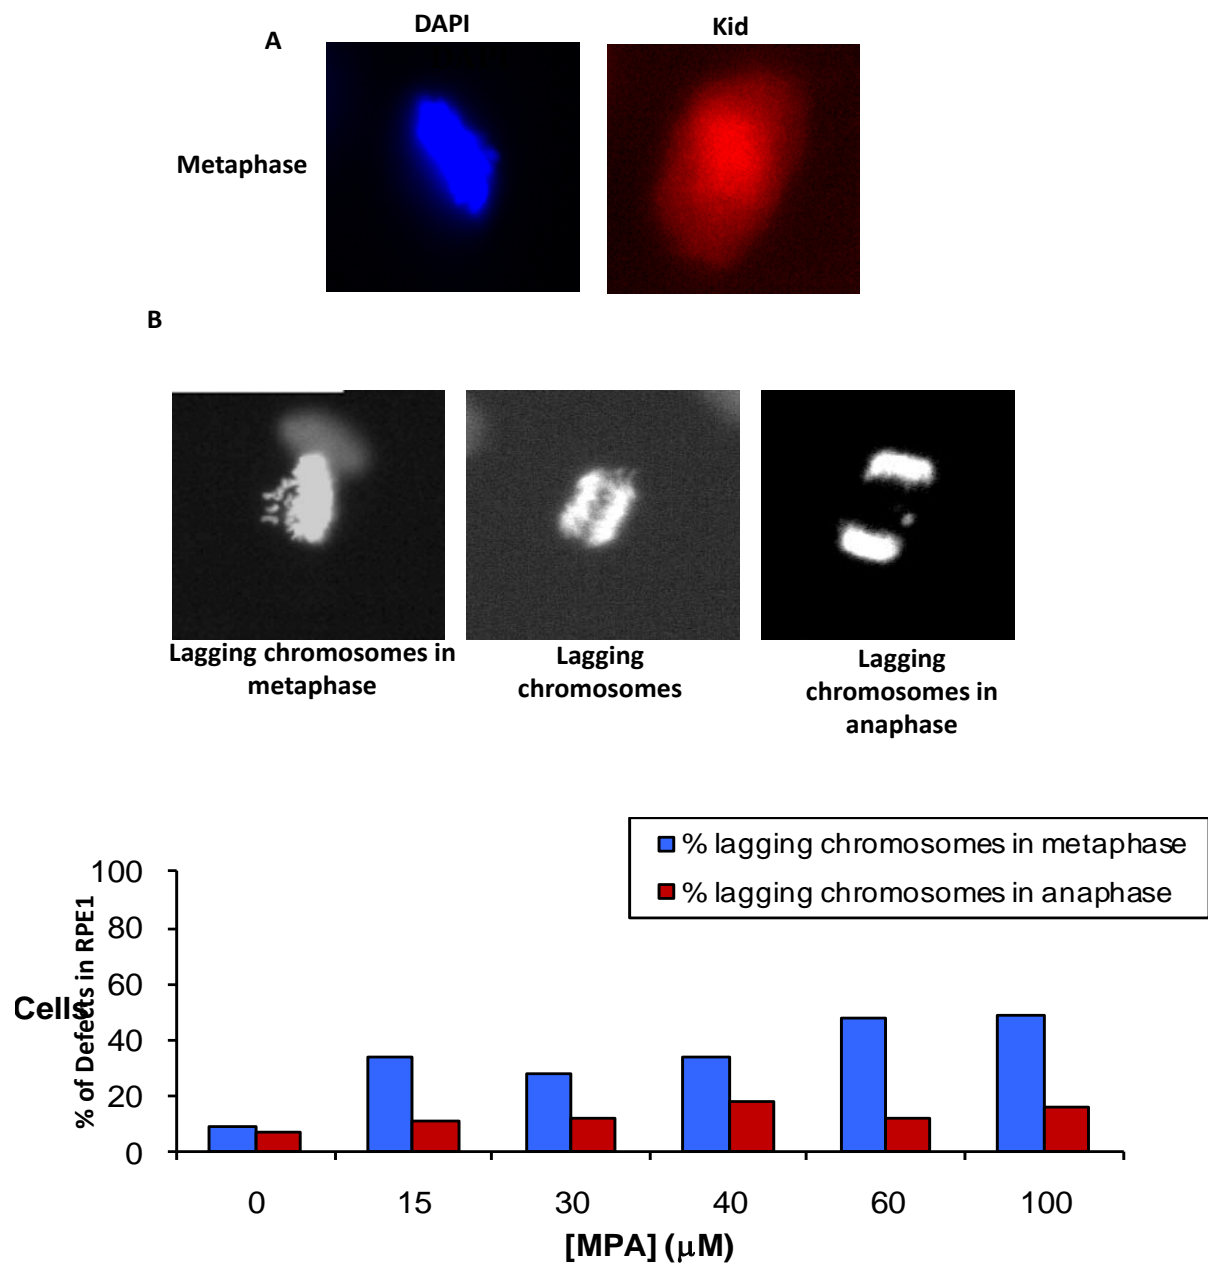 A
DAPI
Kid
Metaphase
B
Lagging chromosomes in
metaphase
Lagging
chromosomes
Lagging
chromosomes in
anaphase
% lagging chromosomes in metaphase
% lagging chromosomes in anaphase
% of Defects in RPE1
Cells
100
80
60
40
20
0
0 15 30 40 60 100
[MPA] (μM)